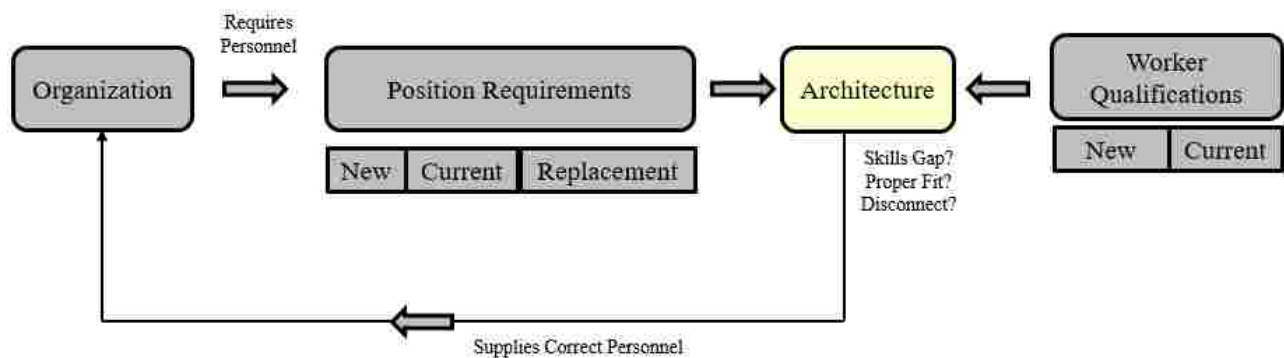 Requires
Personnel
Organization
Position Requirements
Architecture
Worker
Qualifications
New
Current
Replacement
New
Current
Skills Gap?
Proper Fit?
Disconnect?
Supplies Correct Personnel